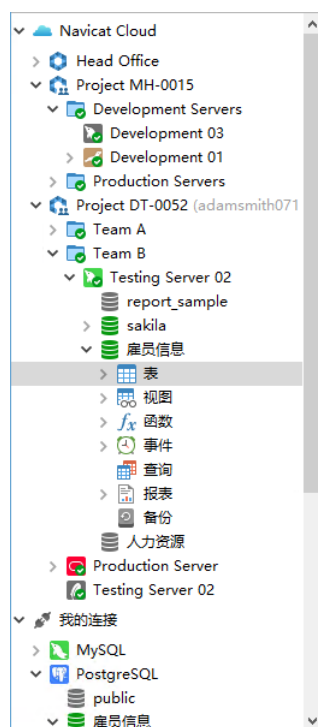 Navicat Cloud
Head Office
Project MH-0015
Development Servers
Development 03
Development 01
Production Servers
Project DT-0052 (adamsmith071
Team A
Team B
Testing Server 02
report_sample
sakila
雇员信息
表
视图
fx 函数
事件
查询
报表
备份
人力资源
Production Server
Testing Server 02
我的连接
MySQL
PostgreSQL
public
雇员信息